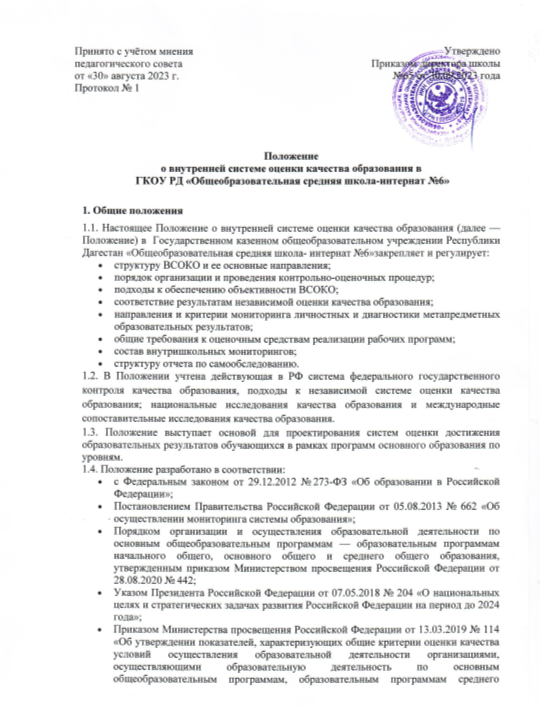 Принято с учётом мнения
педагогического совета
от «30» августа 2023 г.
Протокол № 1
Утверждено
Приказом директора школы
2023 года
Положение
о внутренней системе оценки качества образования в
ГКОУ РД «Общеобразовательная средняя школа-интернат №6»
1. Общие положения
1.1. Настоящее Положение о внутренней системе оценки качества образования (далее —
Положение) в Государственном казенном общеобразовательном учреждении Республики
Дагестан «Общеобразовательная средняя школа- интернат №6»закрепляет и регулирует:
• структуру ВСОКО и ее основные направления;
• порядок организации и проведения контрольно-оценочных процедур;
• подходы к обеспечению объективности ВСОКО;
• соответствие результатам независимой оценки качества образования;
• направления и критерии мониторинга личностных и диагностики метапредметных
образовательных результатов;
• общие требования к оценочным средствам реализации рабочих программ;
• состав внутришкольных мониторингов;
• структуру отчета по самообследованию.
1.2. В Положении учтена действующая в РФ система федерального государственного
контроля качества образования, подходы к независимой системе оценки качества
образования; национальные исследования качества образования и международные
сопоставительные исследования качества образования.
1.3. Положение выступает основой для проектирования систем оценки достижения
образовательных результатов обучающихся в рамках программ основного образования по
уровням.
1.4. Положение разработано в соответствии:
• с Федеральным законом от 29.12.2012 №273-ФЗ «Об образовании в Российской
Федерации»;
• Постановлением Правительства Российской Федерации от 05.08.2013 № 662 «Об
осуществлении мониторинга системы образования»;
• Порядком организации и осуществления образовательной деятельности по
основным общеобразовательным программам — образовательным программам
начального общего, основного общего и среднего общего образования,
утвержденным приказом Министерством просвещения Российской Федерации от
28.08.2020 № 442;
• Указом Президента Российской Федерации от 07.05.2018 № 204 «О национальных
целях и стратегических задачах развития Российской Федерации на период до 2024
года»;
• Приказом Министерства просвещения Российской Федерации от 13.03.2019 № 114
«Об утверждении показателей, характеризующих общие критерии оценки качества
условий осуществления образовательной деятельности организациями,
осуществляющими образовательную деятельность по основным
общеобразовательным программам, образовательным программам среднего